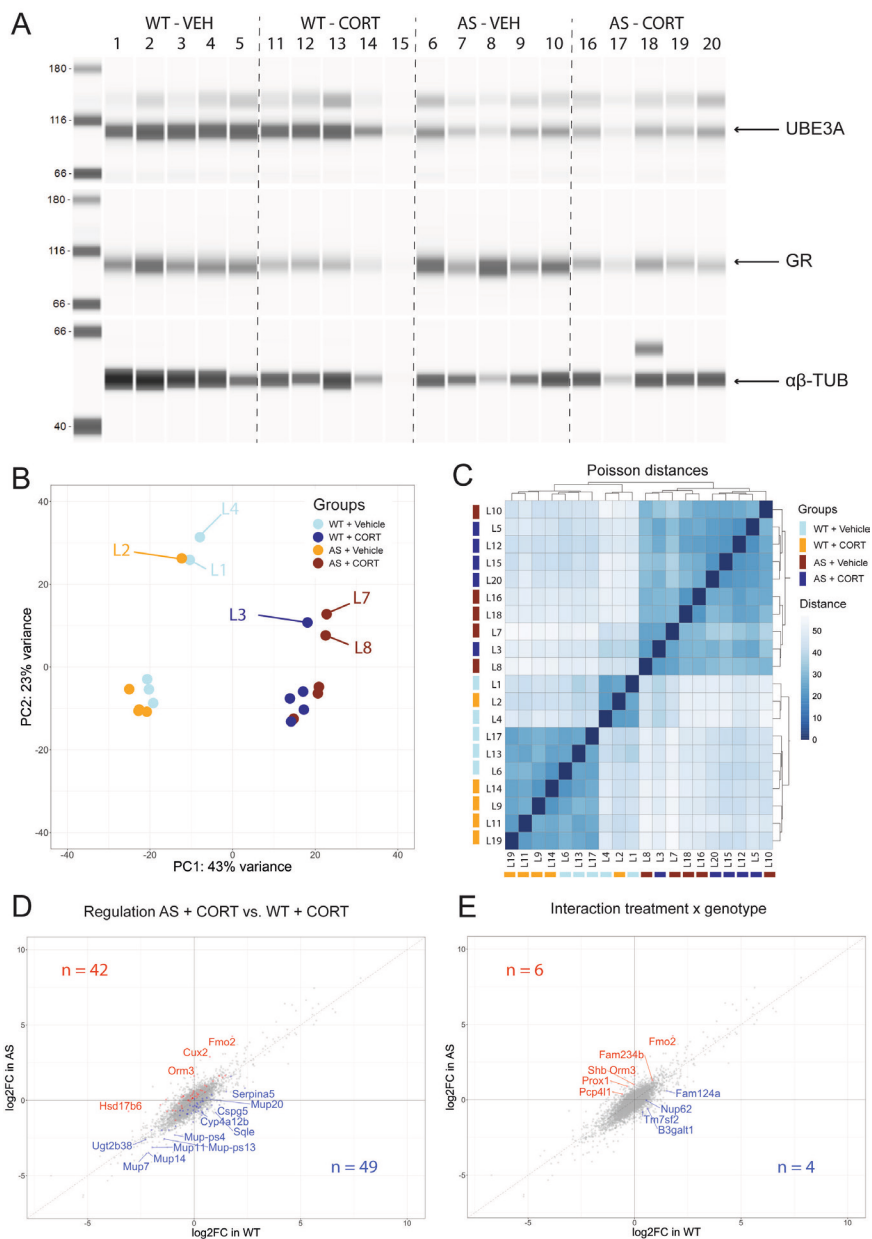 A
WT - VEH WT - CORT AS - VEH AS - CORT
1 2 3 4 5 11 12 13 14 15 6 7 8 9 10 16 17 18 19 20
180 -
116 -
66 -
UBE3A
180 -
116 -
66 -
GR
66 -
40 -
αβ-TUB
B
40
20
0
-20
-40
PC2: 23% variance
-40 -20 0 20 40
PC1: 43% variance
L4
L2
L1
L3
L7
L8
Groups
WT + Vehicle
WT + CORT
AS + Vehicle
AS + CORT
C
Poisson distances
L10
L5
L12
L15
L20
L16
L18
L7
L3
L8
L1
L2
L4
L17
L13
L6
L14
L9
L11
L19
L19 L11 L9 L14 L6 L13 L17 L4 L2 L1 L8 L3 L7 L18 L16 L20 L15 L12 L5 L10
Groups
WT + Vehicle
WT + CORT
AS + Vehicle
AS + CORT
Distance
50
40
30
20
10
0
D
Regulation AS + CORT vs. WT + CORT
n = 42
Fmo2
Cux2
Orm3
Hsd17b6
Serpina5
Mup20
Cspg5
Cyp4a12b
Sqle
Mup-ps4
Ugt2b38
Mup11
Mup-ps13
Mup14
Mup7
n = 49
10
5
0
-5
log2FC in AS
-5 0 5 10
log2FC in WT
E
Interaction treatment x genotype
n = 6
Fmo2
Fam234b
Shb Orm3
Prox1
Pcp4l1
Fam124a
Nup62
Tm7sf2
B3galt1
n = 4
10
5
0
-5
log2FC in AS
-5 0 5 10
log2FC in WT